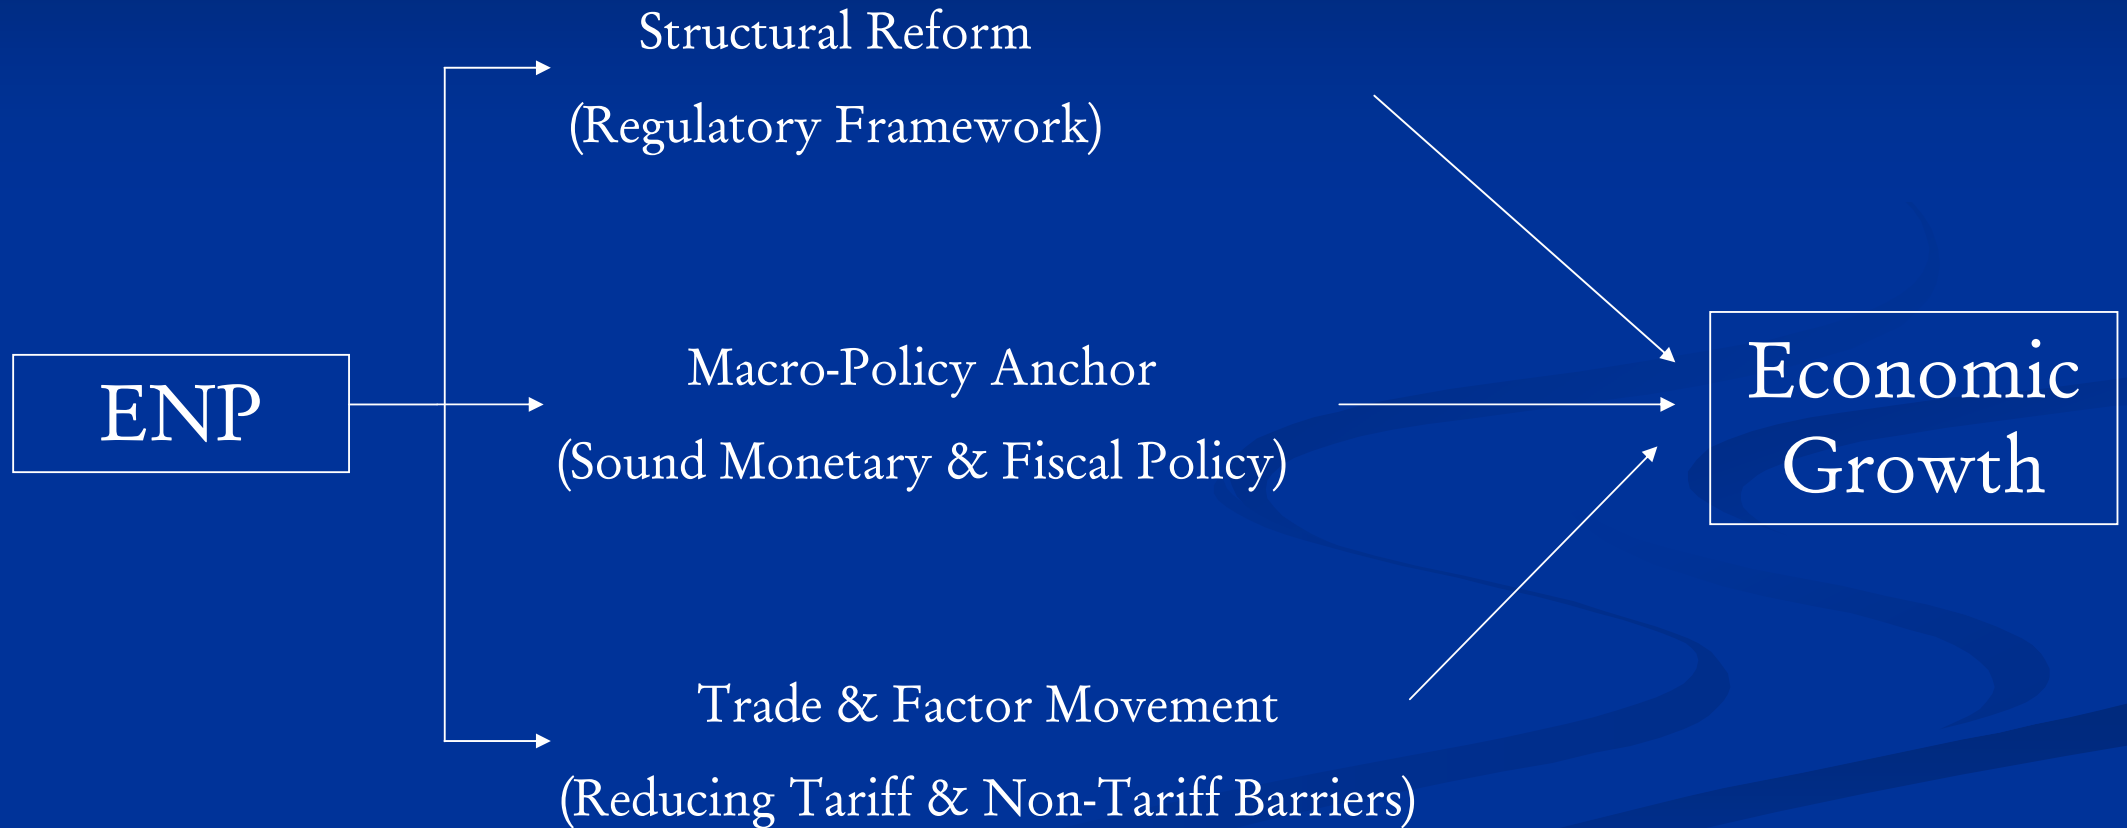 Structural Reform
(Regulatory Framework)
ENP
Macro-Policy Anchor
(Sound Monetary & Fiscal Policy)
Economic
Growth
Trade & Factor Movement
(Reducing Tariff & Non-Tariff Barriers)